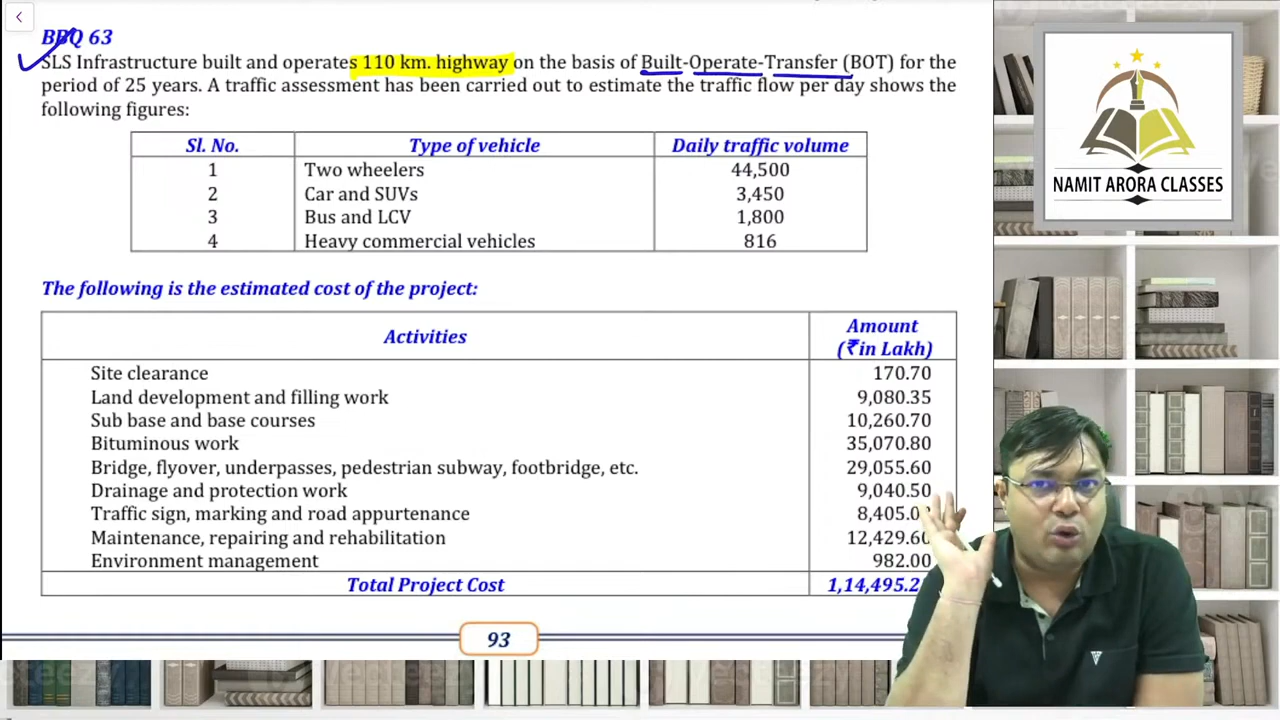 BBQ 63
SLS Infrastructure built and operates 110 km. highway on the basis of Built-Operate-Transfer (BOT) for the
period of 25 years. A traffic assessment has been carried out to estimate the traffic flow per day shows the
following figures:
Sl. No. Type of vehicle Daily traffic volume
1 Two wheelers 44,500
2 Car and SUVs 3,450
3 Bus and LCV 1,800
4 Heavy commercial vehicles 816
The following is the estimated cost of the project:
Activities Amount
(₹in Lakh)
Site clearance 170.70
Land development and filling work 9,080.35
Sub base and base courses 10,260.70
Bituminous work 35,070.80
Bridge, flyover, underpasses, pedestrian subway, footbridge, etc. 29,055.60
Drainage and protection work 9,040.50
Traffic sign, marking and road appurtenance
Maintenance, repairing and rehabilitation 12,429.60
Environment management 982.00
Total Project Cost
93
NAMIT ARORA CLASSES